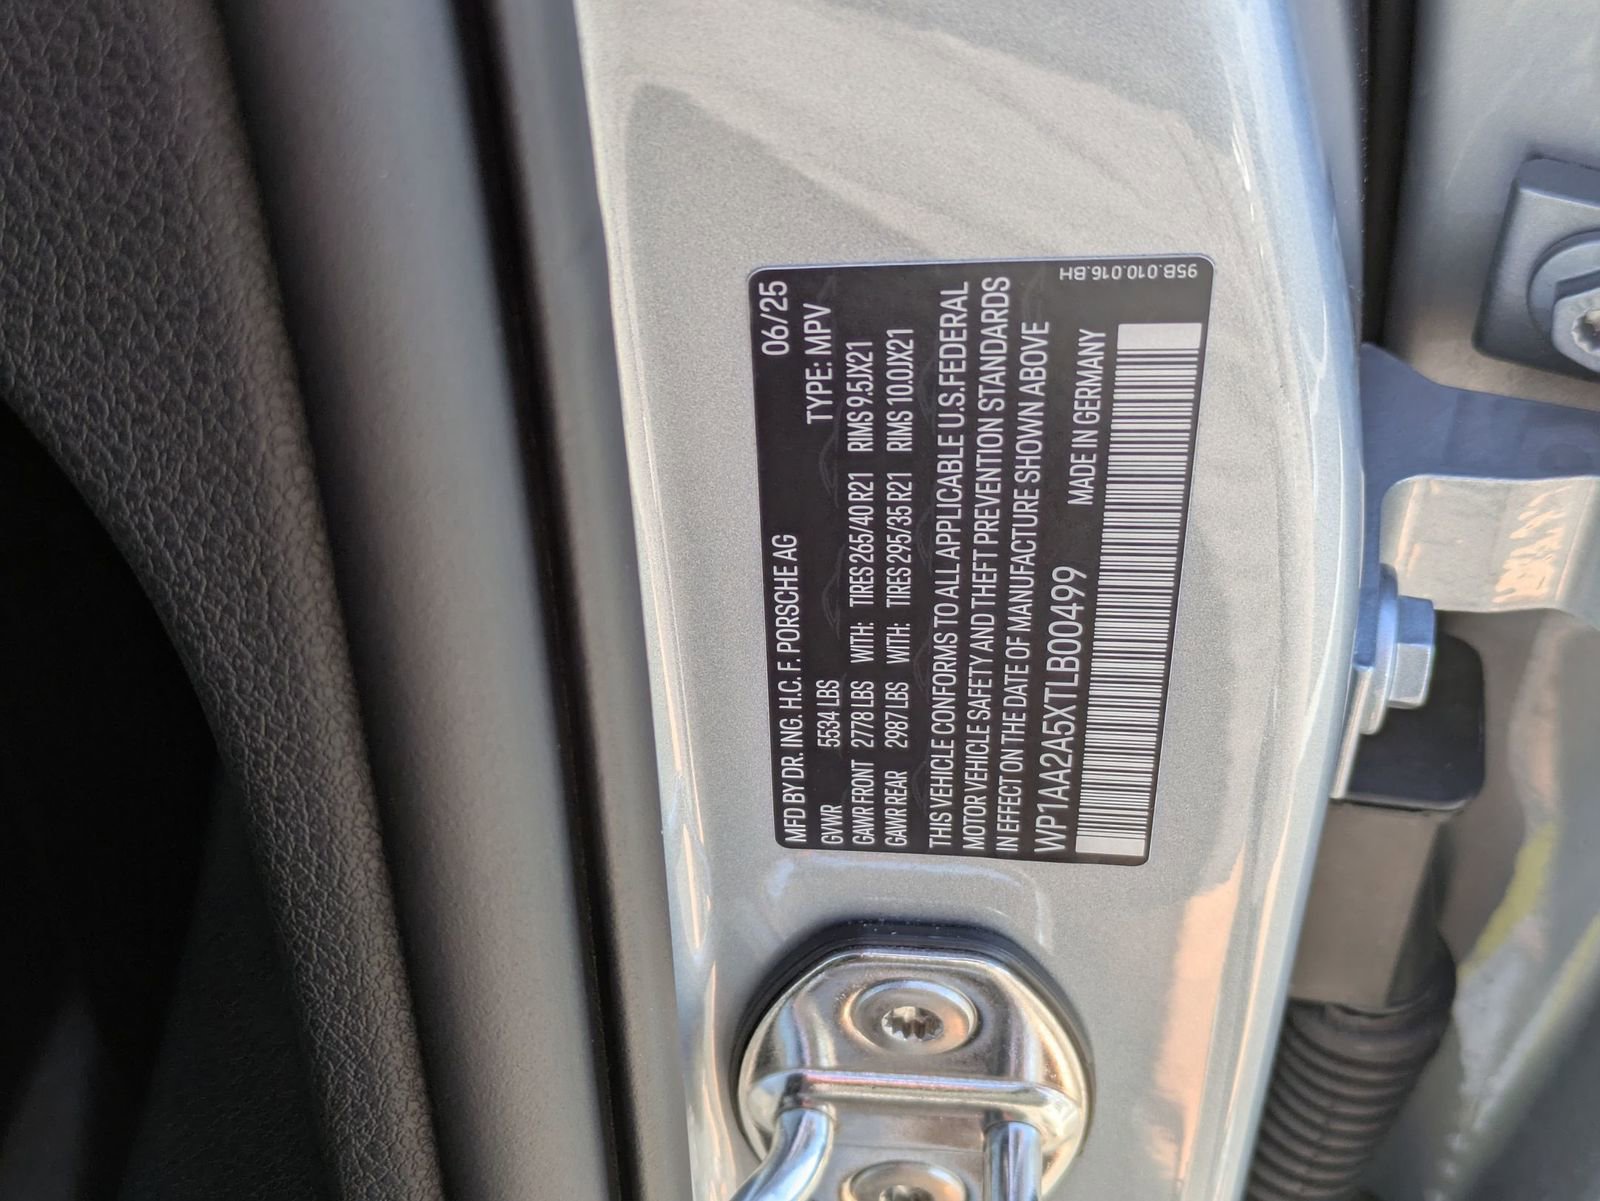 06/25
MFD BY DR. ING. H.C. F. PORSCHE AG TYPE: MPV
GVWR 5534 LBS
GAWR FRONT 2778 LBS WITH: TIRES 265/40 R21 RIMS 9.5JX21
GAWR REAR 2987 LBS WITH: TIRES 295/35 R21 RIMS 10.0JX21
THIS VEHICLE CONFORMS TO ALL APPLICABLE U.S.FEDERAL
MOTOR VEHICLE SAFETY AND THEFT PREVENTION STANDARDS
IN EFFECT ON THE DATE OF MANUFACTURE SHOWN ABOVE
WP1AA2A5XTLB00499 MADE IN GERMANY
95B.010.016.BH